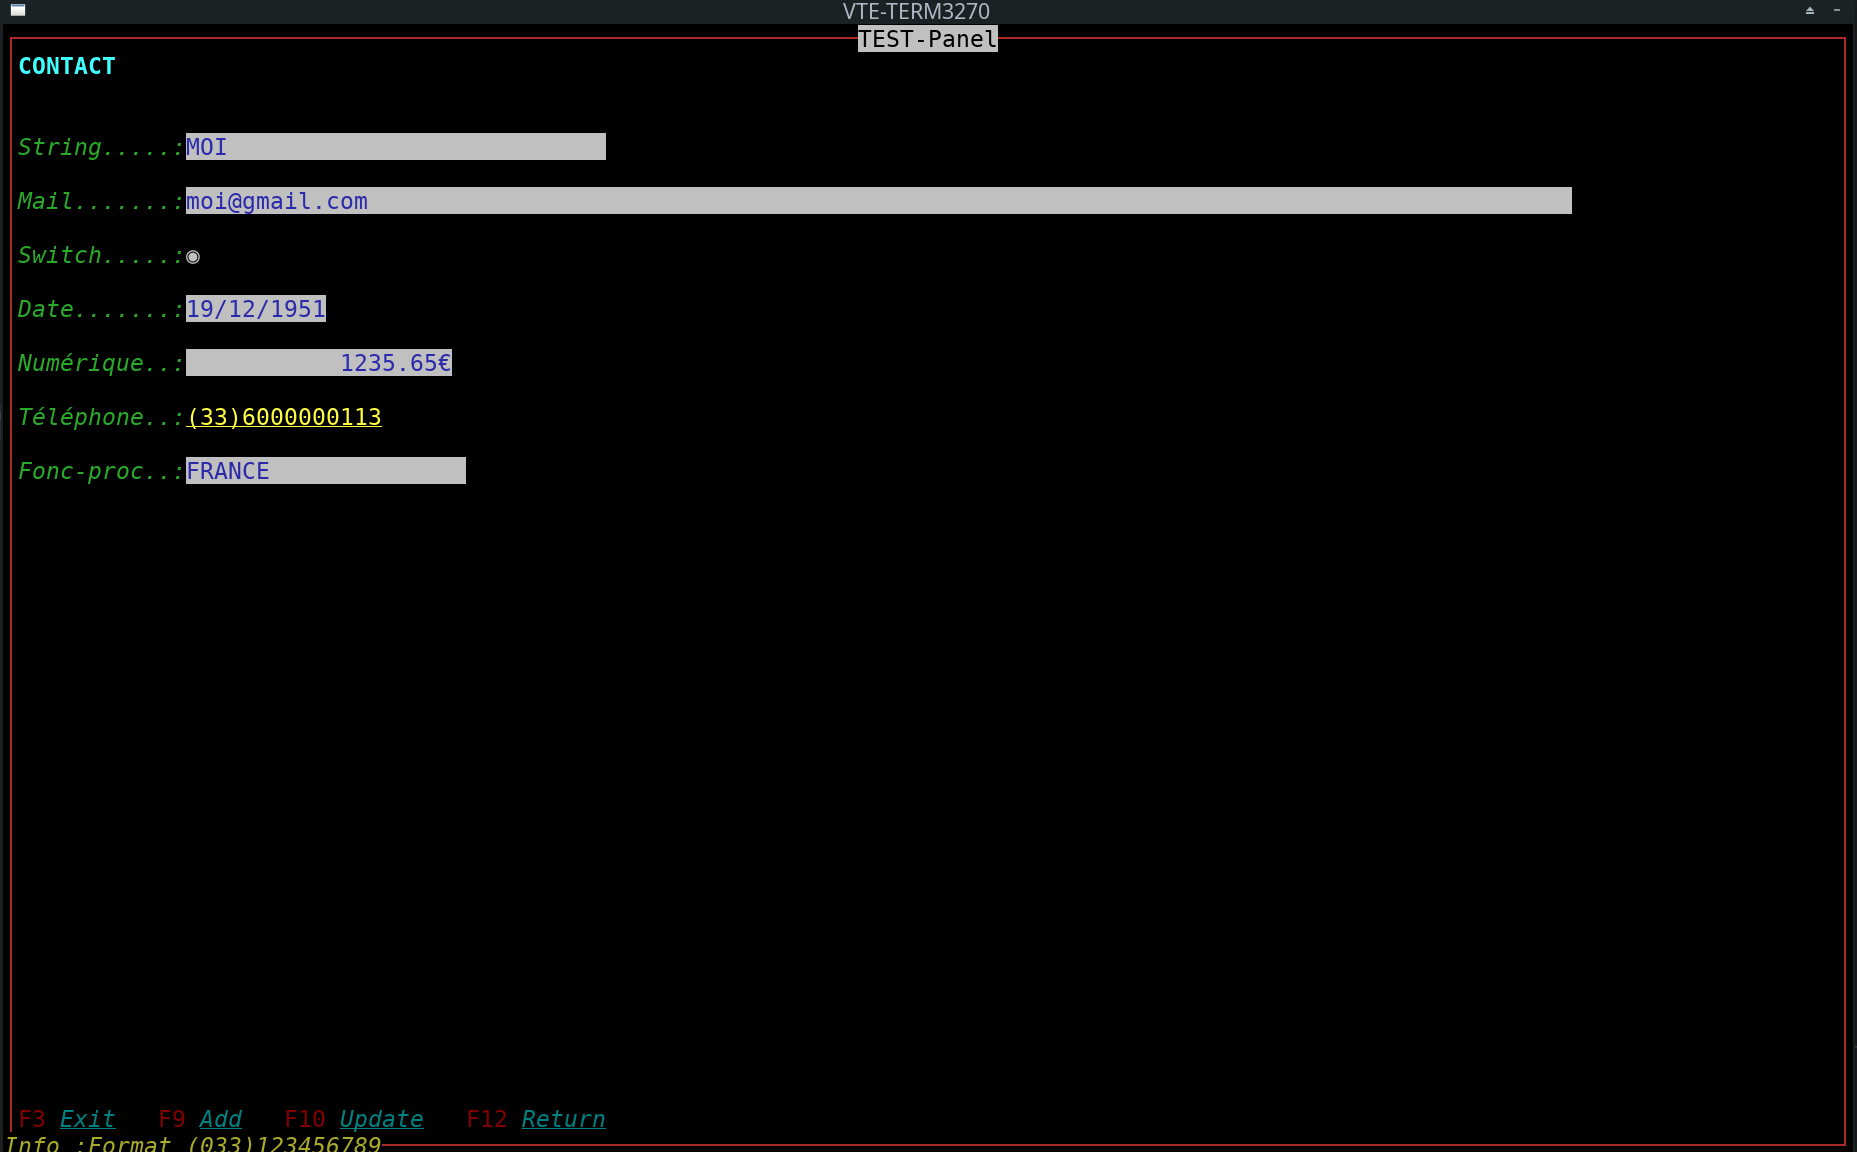 VTE-TERM3270
TEST-Panel
CONTACT
String.....:MOI
Mail.......:moi@gmail.com
Switch.....:◉
Date.......:19/12/1951
Numérique..: 1235.65€
Téléphone..:(33)6000000113
Fonc-proc..:FRANCE
F3 Exit F9 Add F10 Update F12 Return
Info :Format (033)123456789